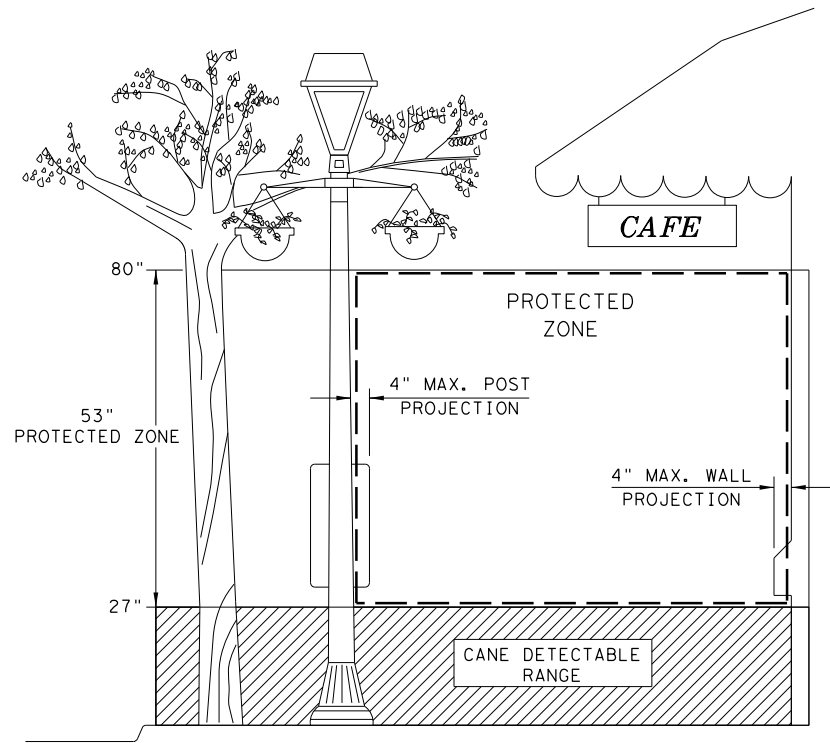 CAFE
80"
PROTECTED
ZONE
4" MAX. POST
PROJECTION
53"
PROTECTED ZONE
4" MAX. WALL
PROJECTION
27"
CANE DETECTABLE
RANGE